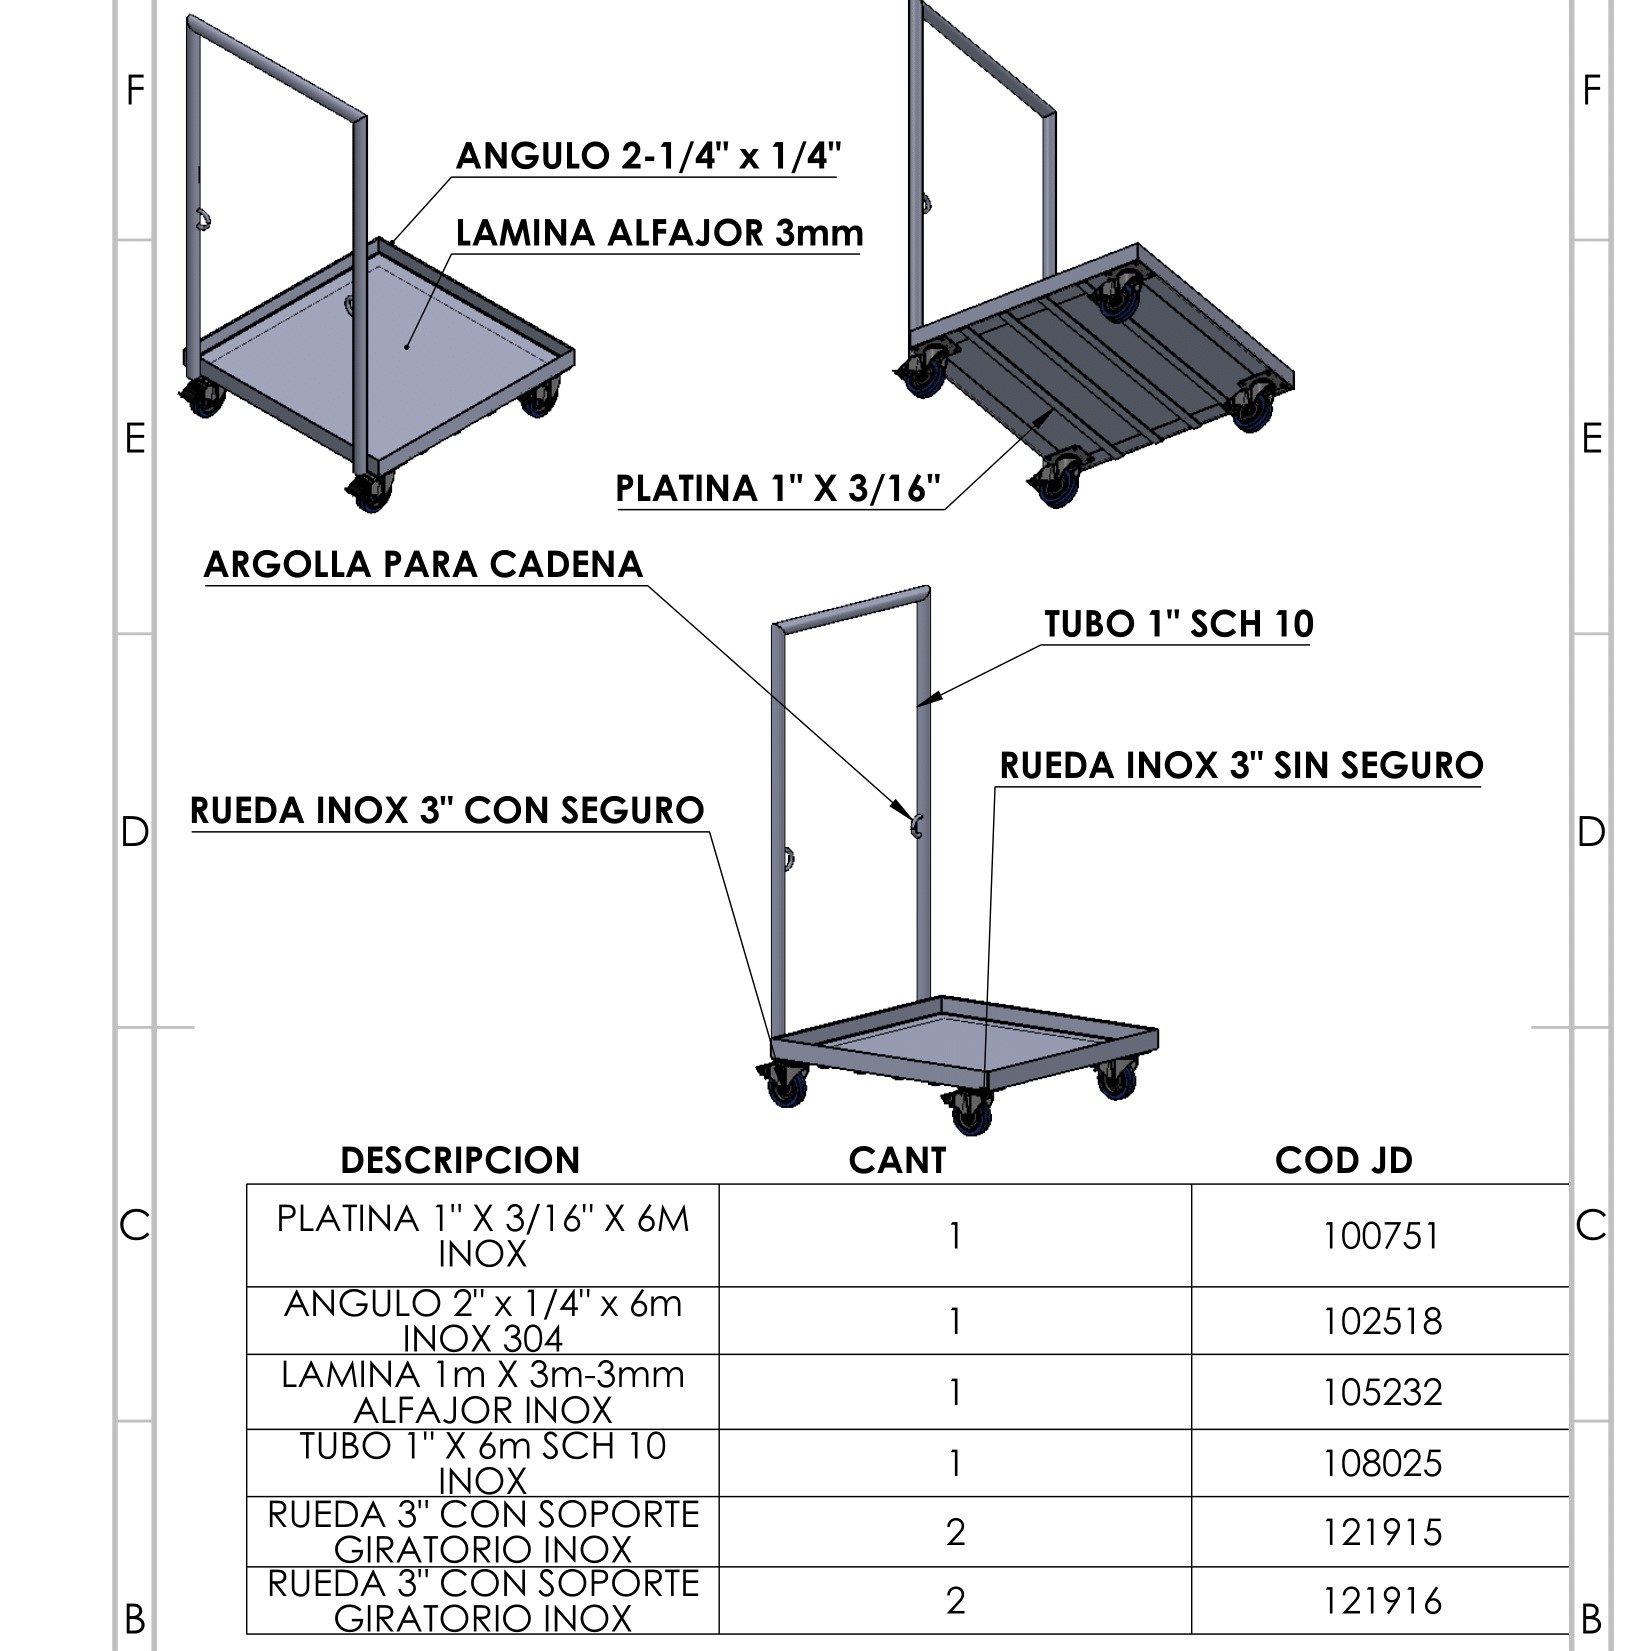 F
F
ANGULO 2-1/4" x 1/4"
LAMINA ALFAJOR 3mm
E
E
PLATINA 1" X 3/16"
ARGOLLA PARA CADENA
TUBO 1" SCH 10
RUEDA INOX 3" SIN SEGURO
RUEDA INOX 3" CON SEGURO
D
D
DESCRIPCION CANT COD JD
C
C
PLATINA 1" X 3/16" X 6M
INOX
1
100751
ANGULO 2" x 1/4" x 6m
INOX 304
1
102518
LAMINA 1m X 3m-3mm
ALFAJOR INOX
1
105232
TUBO 1" X 6m SCH 10
INOX
1
108025
RUEDA 3" CON SOPORTE
GIRATORIO INOX
2
121915
RUEDA 3" CON SOPORTE
GIRATORIO INOX
2
121916
B
B